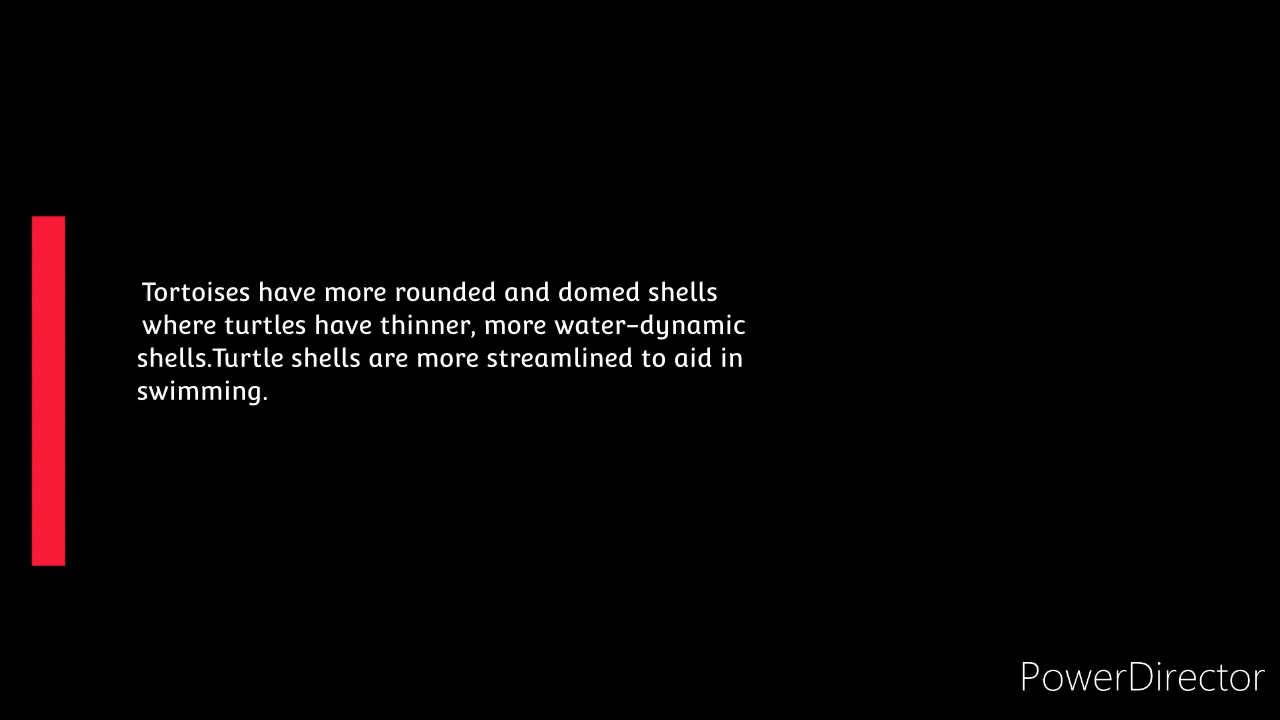 Tortoises have more rounded and domed shells
where turtles have thinner, more water-dynamic
shells.Turtle shells are more streamlined to aid in
swimming.
PowerDirector